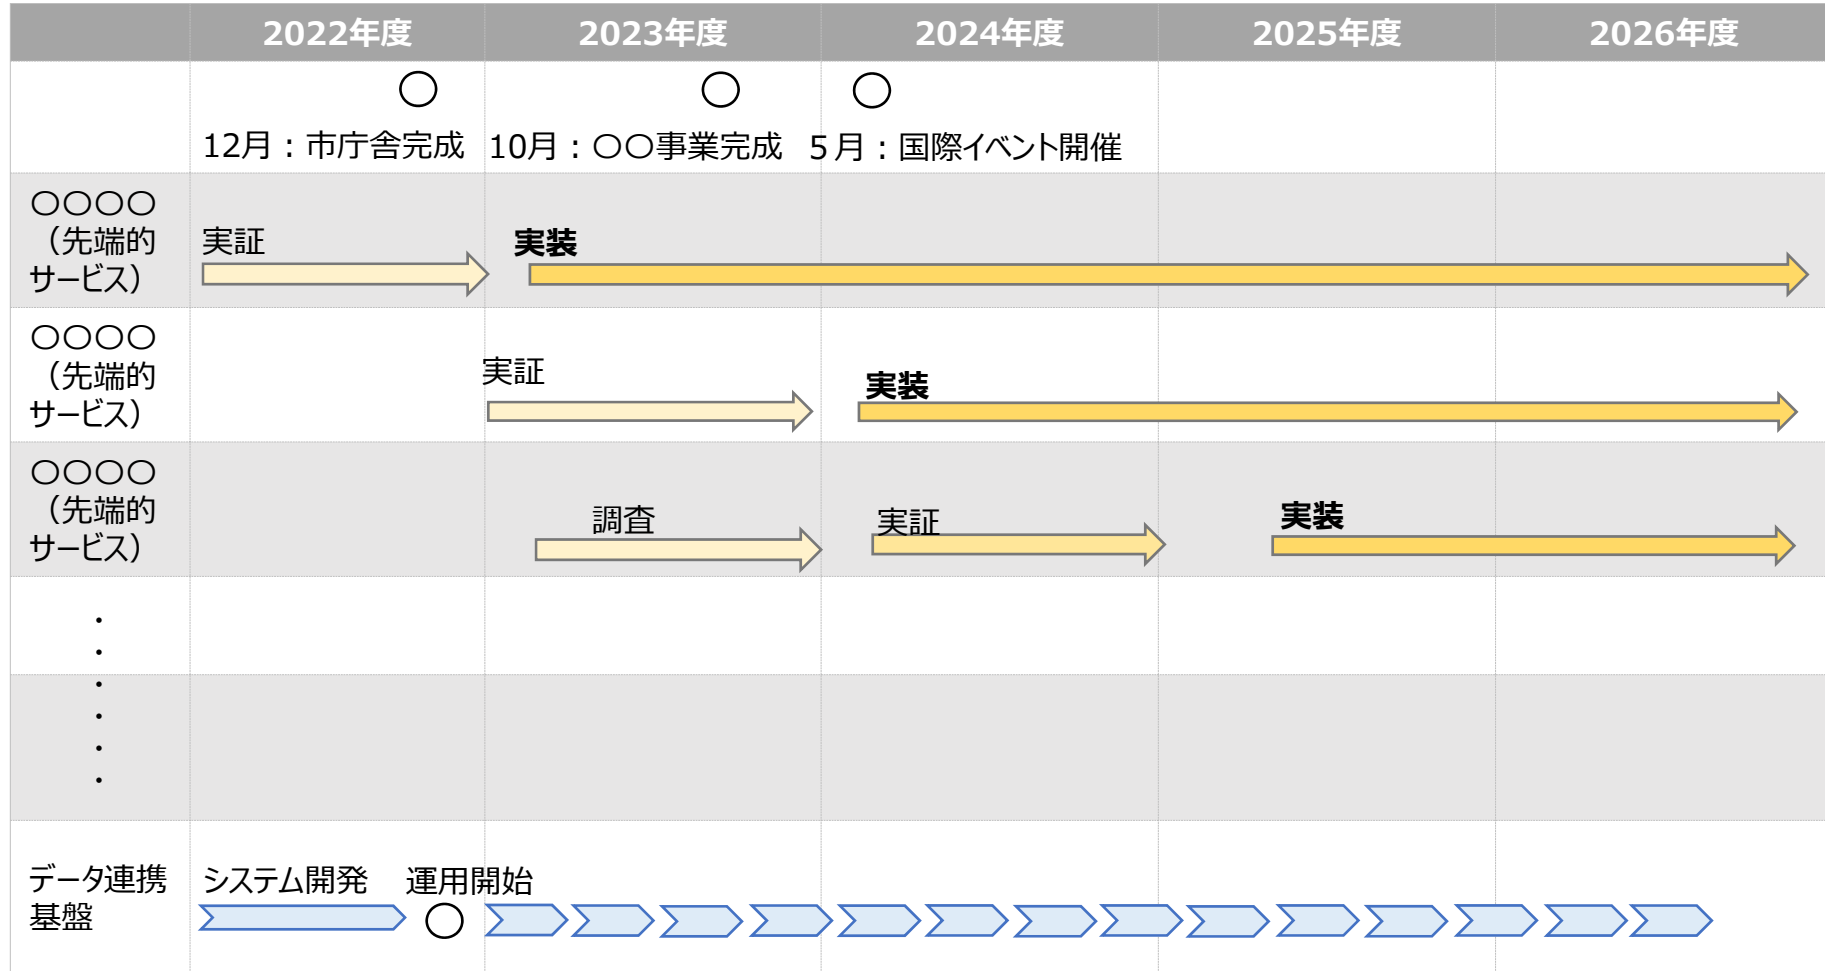 2022年度 2023年度 2024年度 2025年度 2026年度
12月：市庁舎完成 10月：〇〇事業完成 ５月：国際イベント開催
〇〇〇〇
（先端的
サービス）
実証 実装
〇〇〇〇
（先端的
サービス）
実証 実装
〇〇〇〇
（先端的
サービス）
調査 実証 実装
・
・
・
・
・
・
データ連携
基盤
システム開発 運用開始